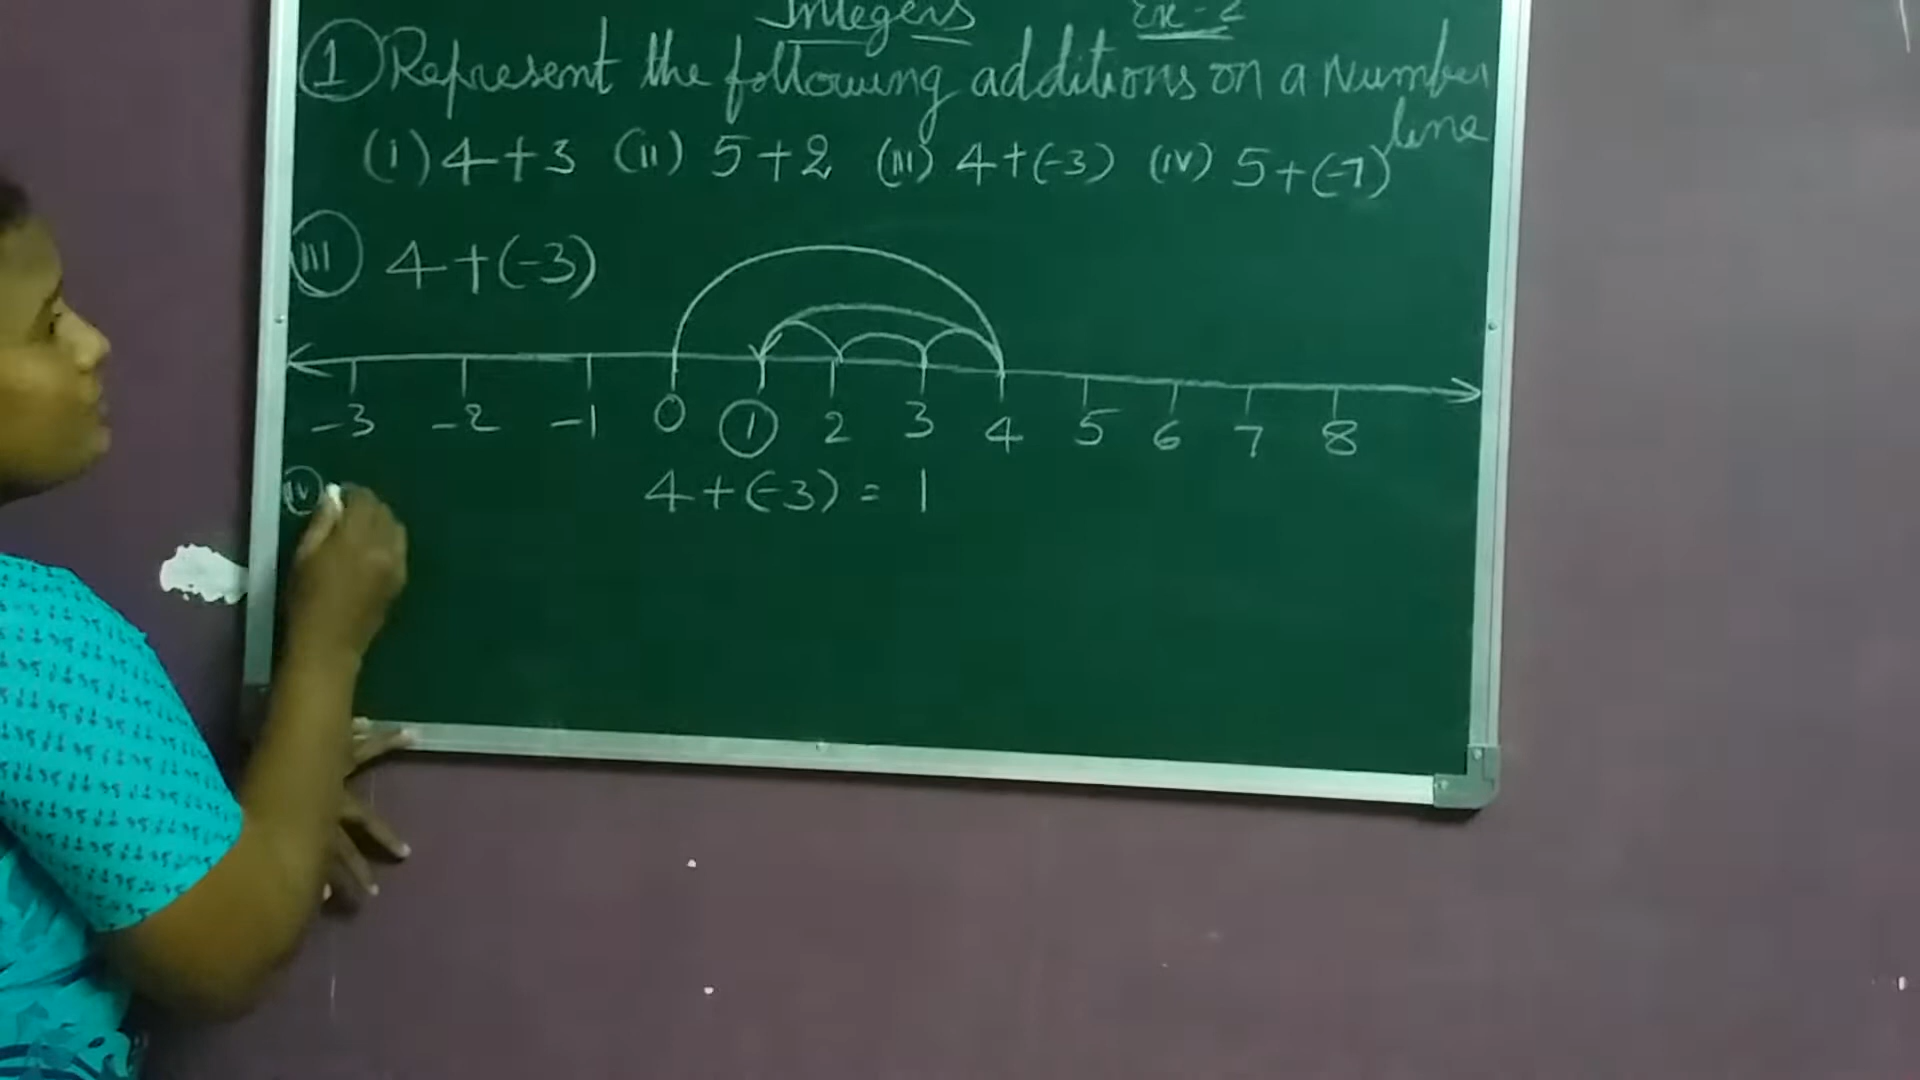 Integers Ex-2
① Represent the following additions on a Number line
(i) 4+3 (ii) 5+2 (iii) 4+(-3) (iv) 5+(-7)
(iii) 4+(-3)
-3 -2 -1 0 1 2 3 4 5 6 7 8
(iv) 4+(-3) = 1